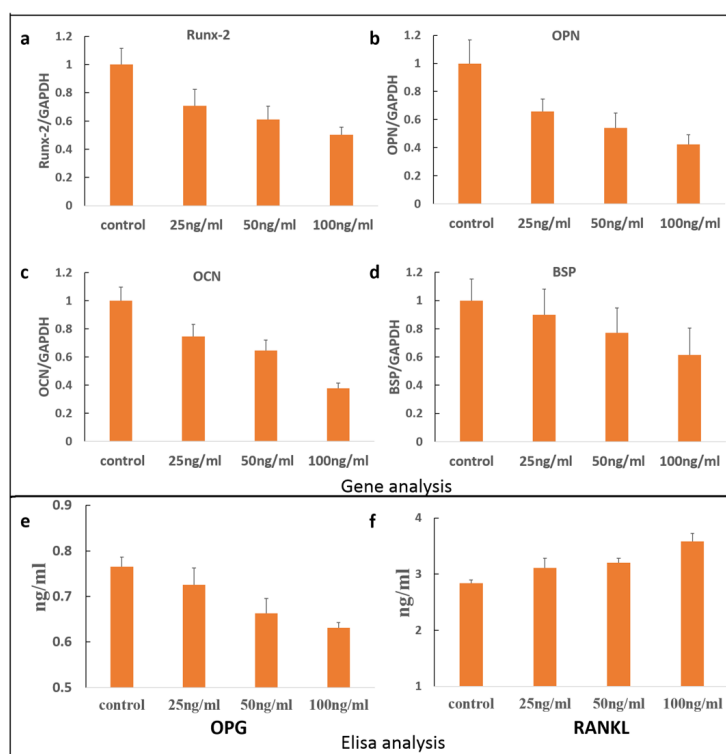 a
Runx-2
1.2
1
0.8
0.6
0.4
0.2
0
Runx-2/GAPDH
control 25ng/ml 50ng/ml 100ng/ml
b
OPN
1.2
1
0.8
0.6
0.4
0.2
0
OPN/GAPDH
control 25ng/ml 50ng/ml 100ng/ml
c
OCN
1.2
1
0.8
0.6
0.4
0.2
0
OCN/GAPDH
control 25ng/ml 50ng/ml 100ng/ml
d
BSP
1.2
1
0.8
0.6
0.4
0.2
0
BSP/GAPDH
control 25ng/ml 50ng/ml 100ng/ml
Gene analysis
e
0.9
0.8
0.7
0.6
0.5
ng/ml
control 25ng/ml 50ng/ml 100ng/ml
OPG
f
4
3
2
1
ng/ml
control 25ng/ml 50ng/ml 100ng/ml
RANKL
Elisa analysis